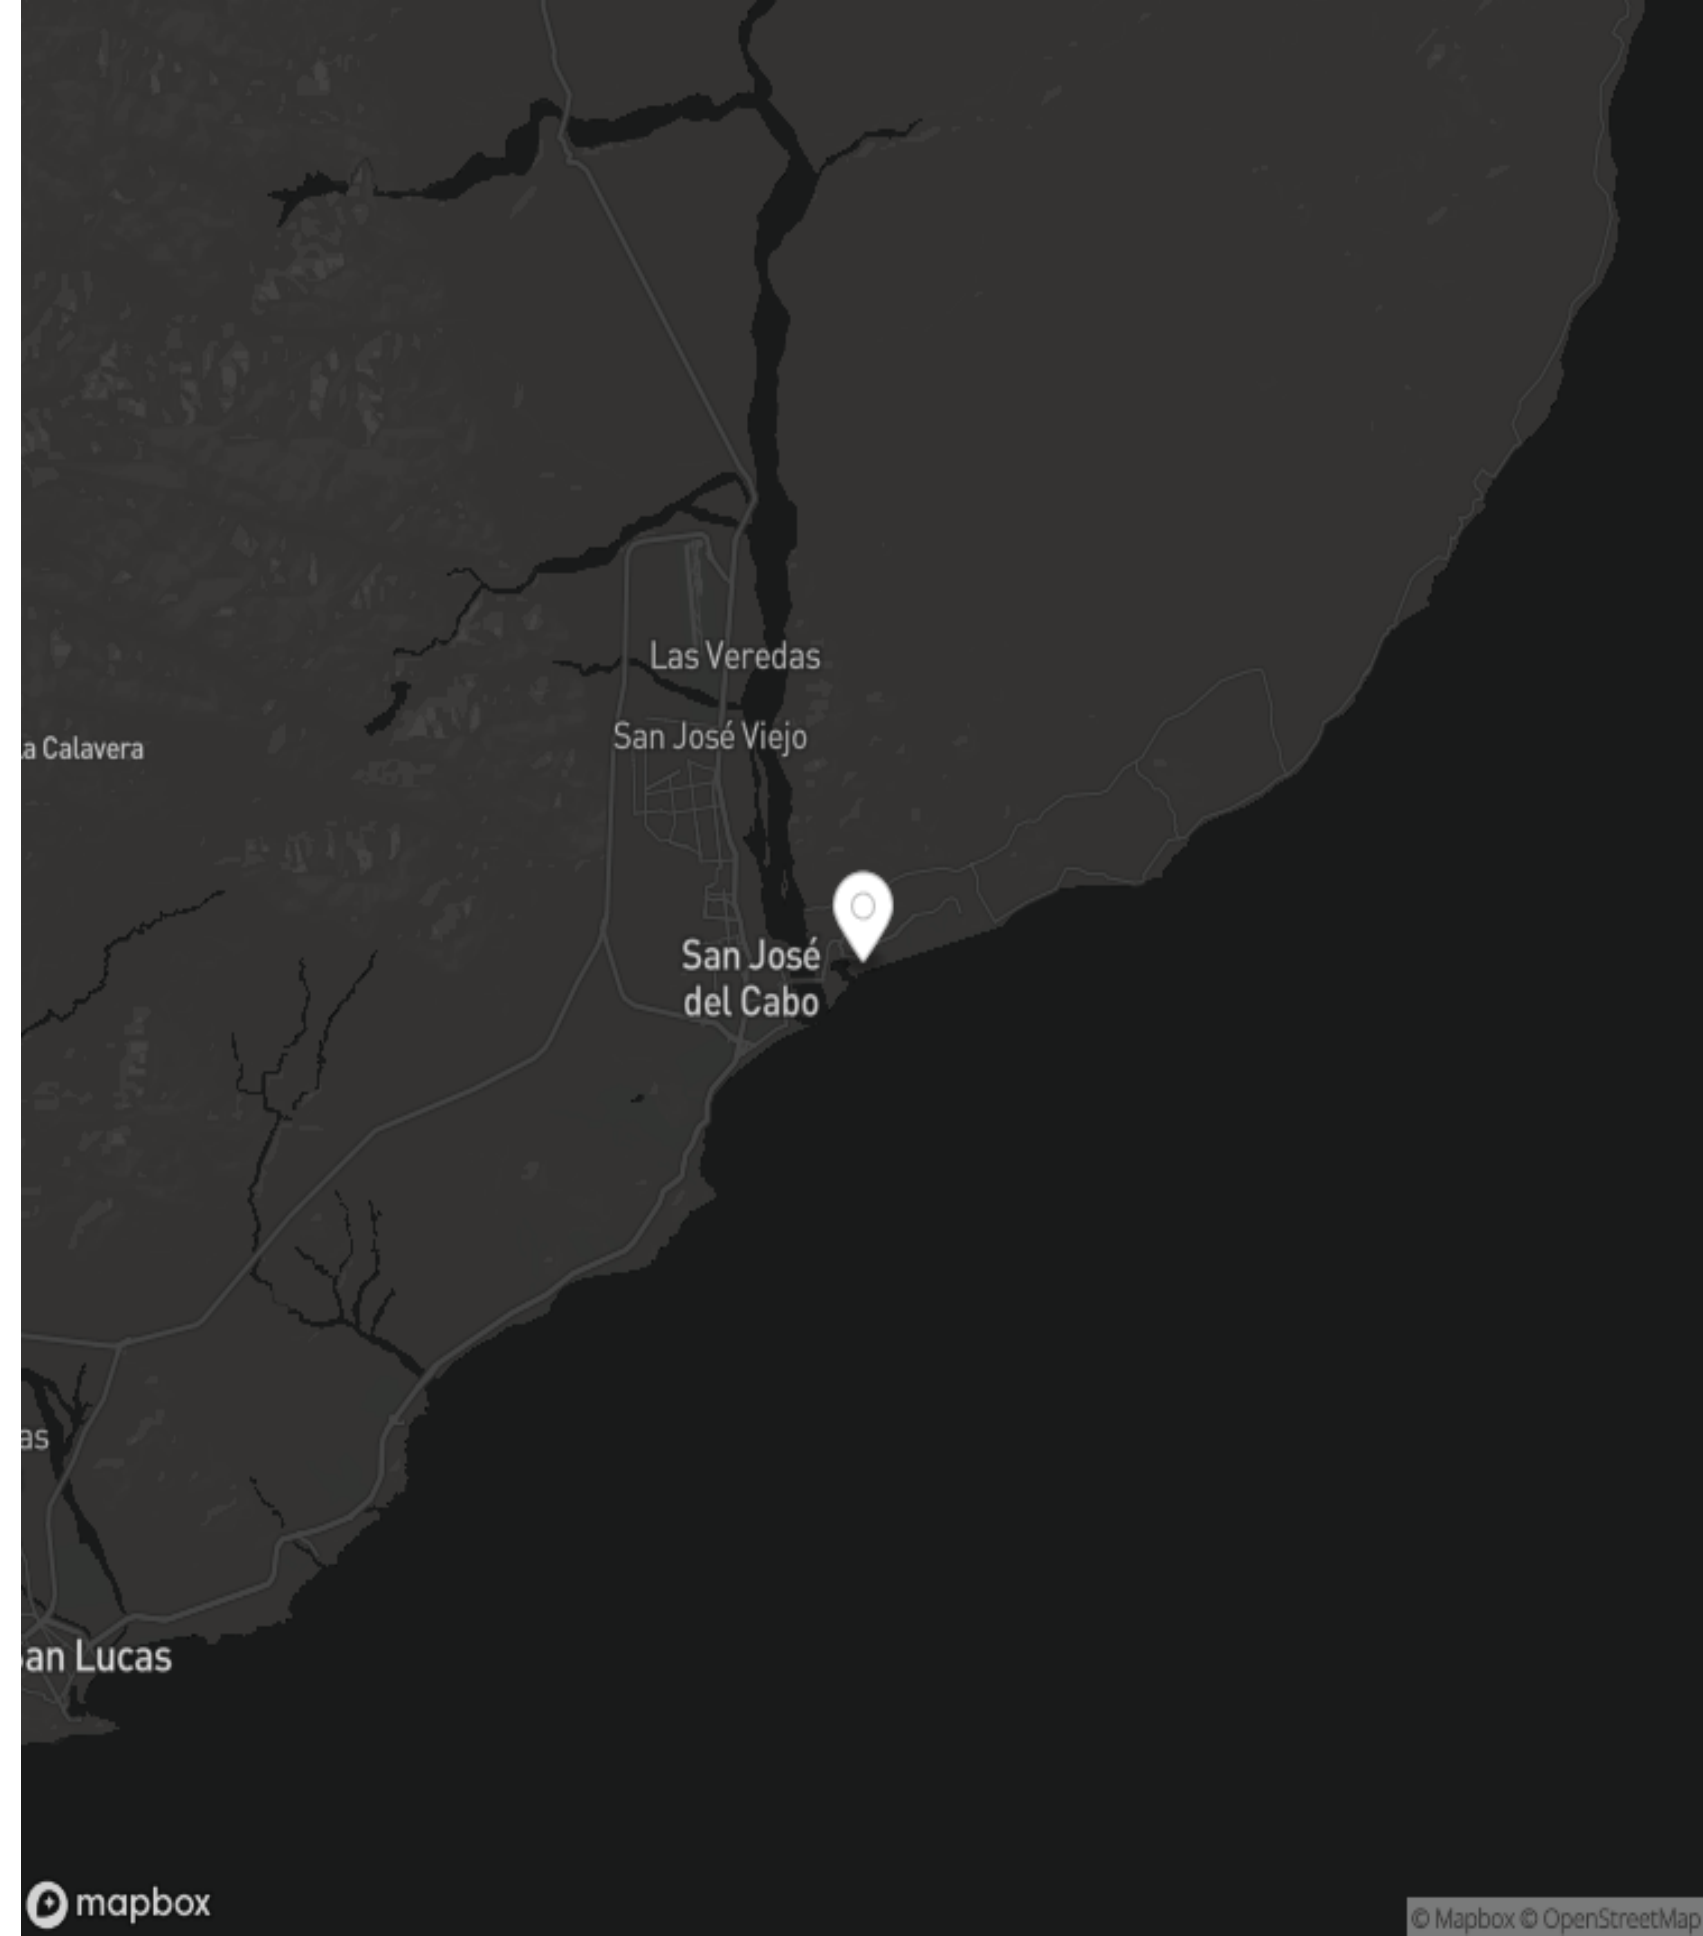 Las Veredas
San José Viejo
a Calavera
San José
del Cabo
as
an Lucas
mapbox
© Mapbox © OpenStreetMap